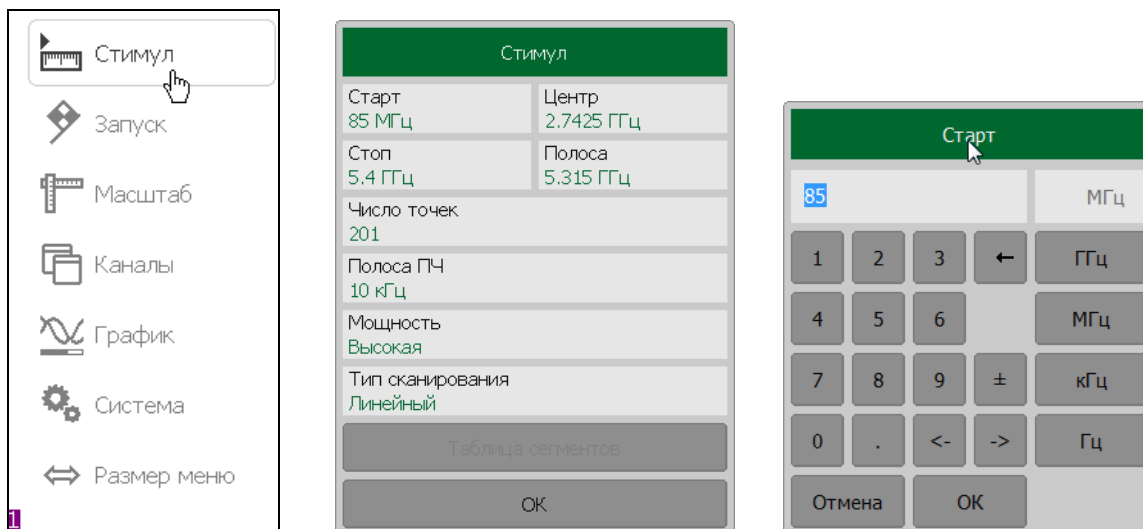 Стимул
Запуск
Масштаб
Каналы
График
Система
Размер меню
1
Стимул
Старт
85 МГц
Центр
2.7425 ГГц
Стоп
5.4 ГГц
Полоса
5.315 ГГц
Число точек
201
Полоса ПЧ
10 кГц
Мощность
Высокая
Тип сканирования
Линейный
Таблица сегментов
ОК
Старт
85 МГц
1 2 3 ← ГГц
4 5 6 МГц
7 8 9 ± кГц
0 . <- -> Гц
Отмена ОК